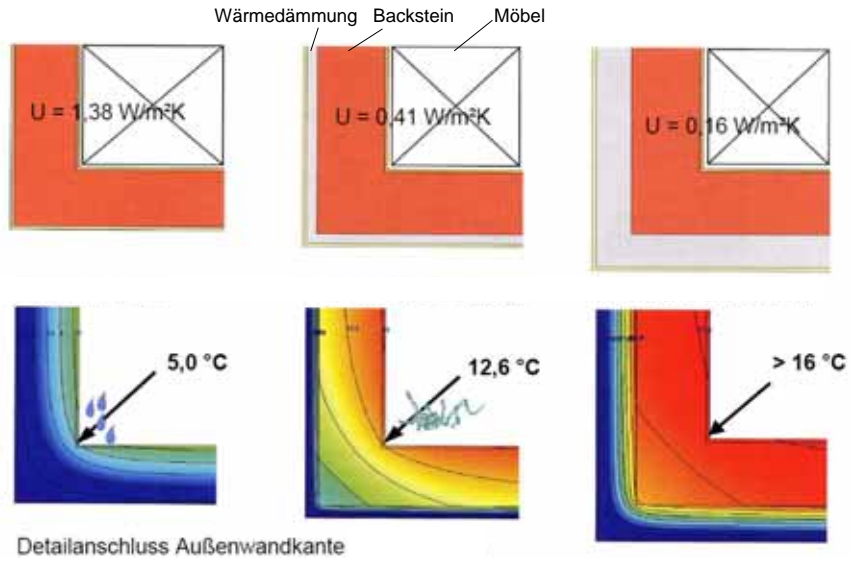 Wärmedämmung Backstein Möbel
U = 1,38 W/m²K
U = 0,41 W/m²K
U = 0,16 W/m²K
5,0 °C
12,6 °C
> 16 °C
Detailanschluss Außenwandkante